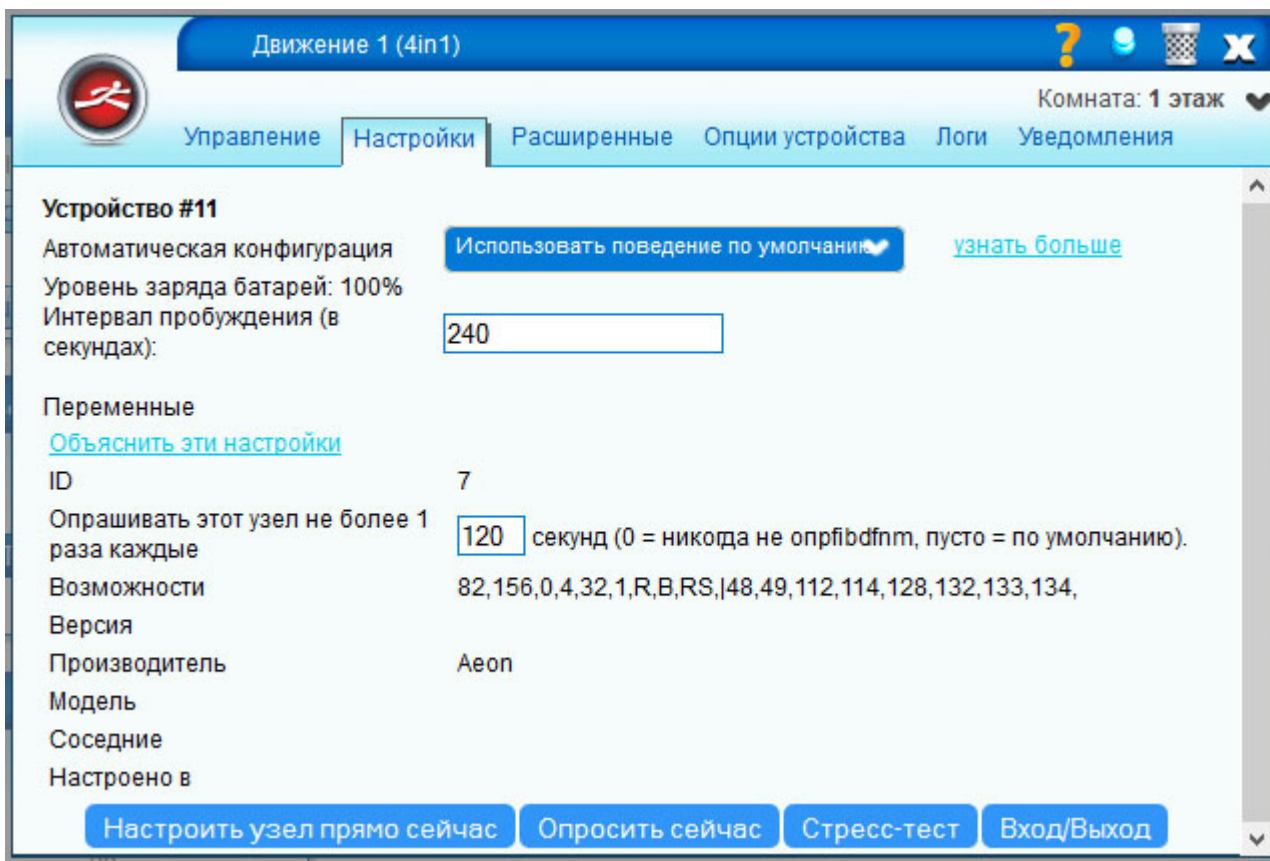 Движение 1 (4in1)
Комната: 1 этаж
Управление Настройки Расширенные Опции устройства Логи Уведомления
Устройство #11
Автоматическая конфигурация Использовать поведение по умолчанию узнать больше
Уровень заряда батарей: 100%
Интервал пробуждения (в
секундах): 240
Переменные
Объяснить эти настройки
ID 7
Опрашивать этот узел не более 1
раза каждые 120 секунд (0 = никогда не опрfibdfnm, пусто = по умолчанию).
Возможности 82,156,0,4,32,1,R,B,RS,|48,49,112,114,128,132,133,134,
Версия
Производитель Aeon
Модель
Соседние
Настроено в
Настроить узел прямо сейчас Опросить сейчас Стресс-тест Вход/Выход